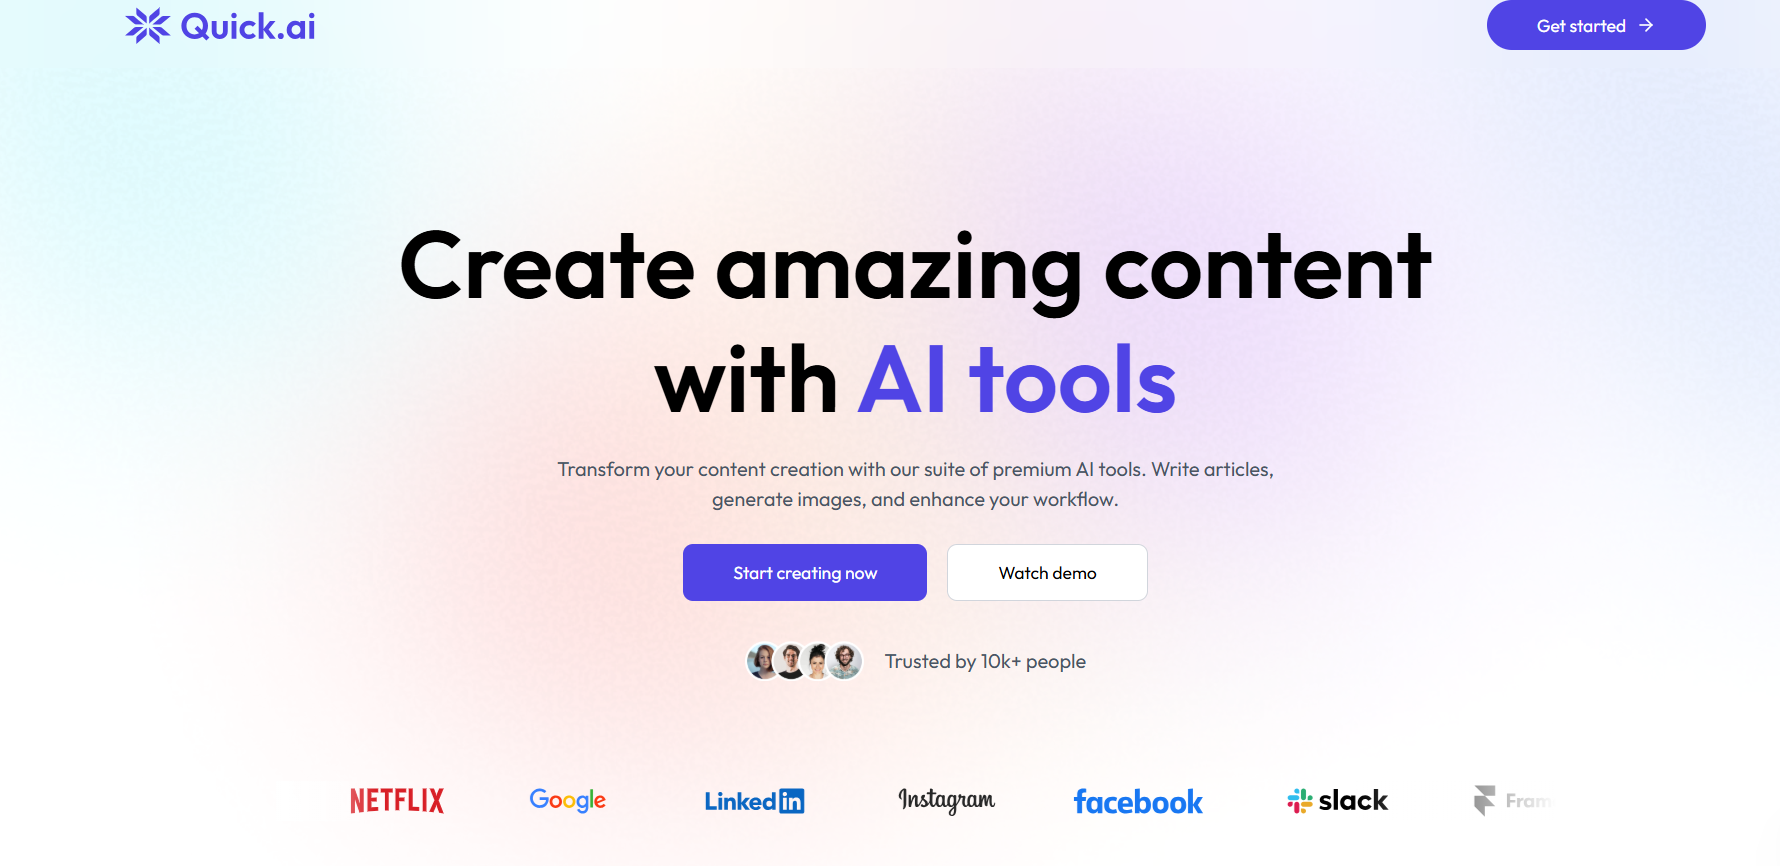 Quick.ai
Get started
Create amazing content
with AI tools
Transform your content creation with our suite of premium AI tools. Write articles,
generate images, and enhance your workflow.
Start creating now
Watch demo
Trusted by 10k+ people
NETFLIX
Google
Linked in
Instagram
facebook
slack
Fram